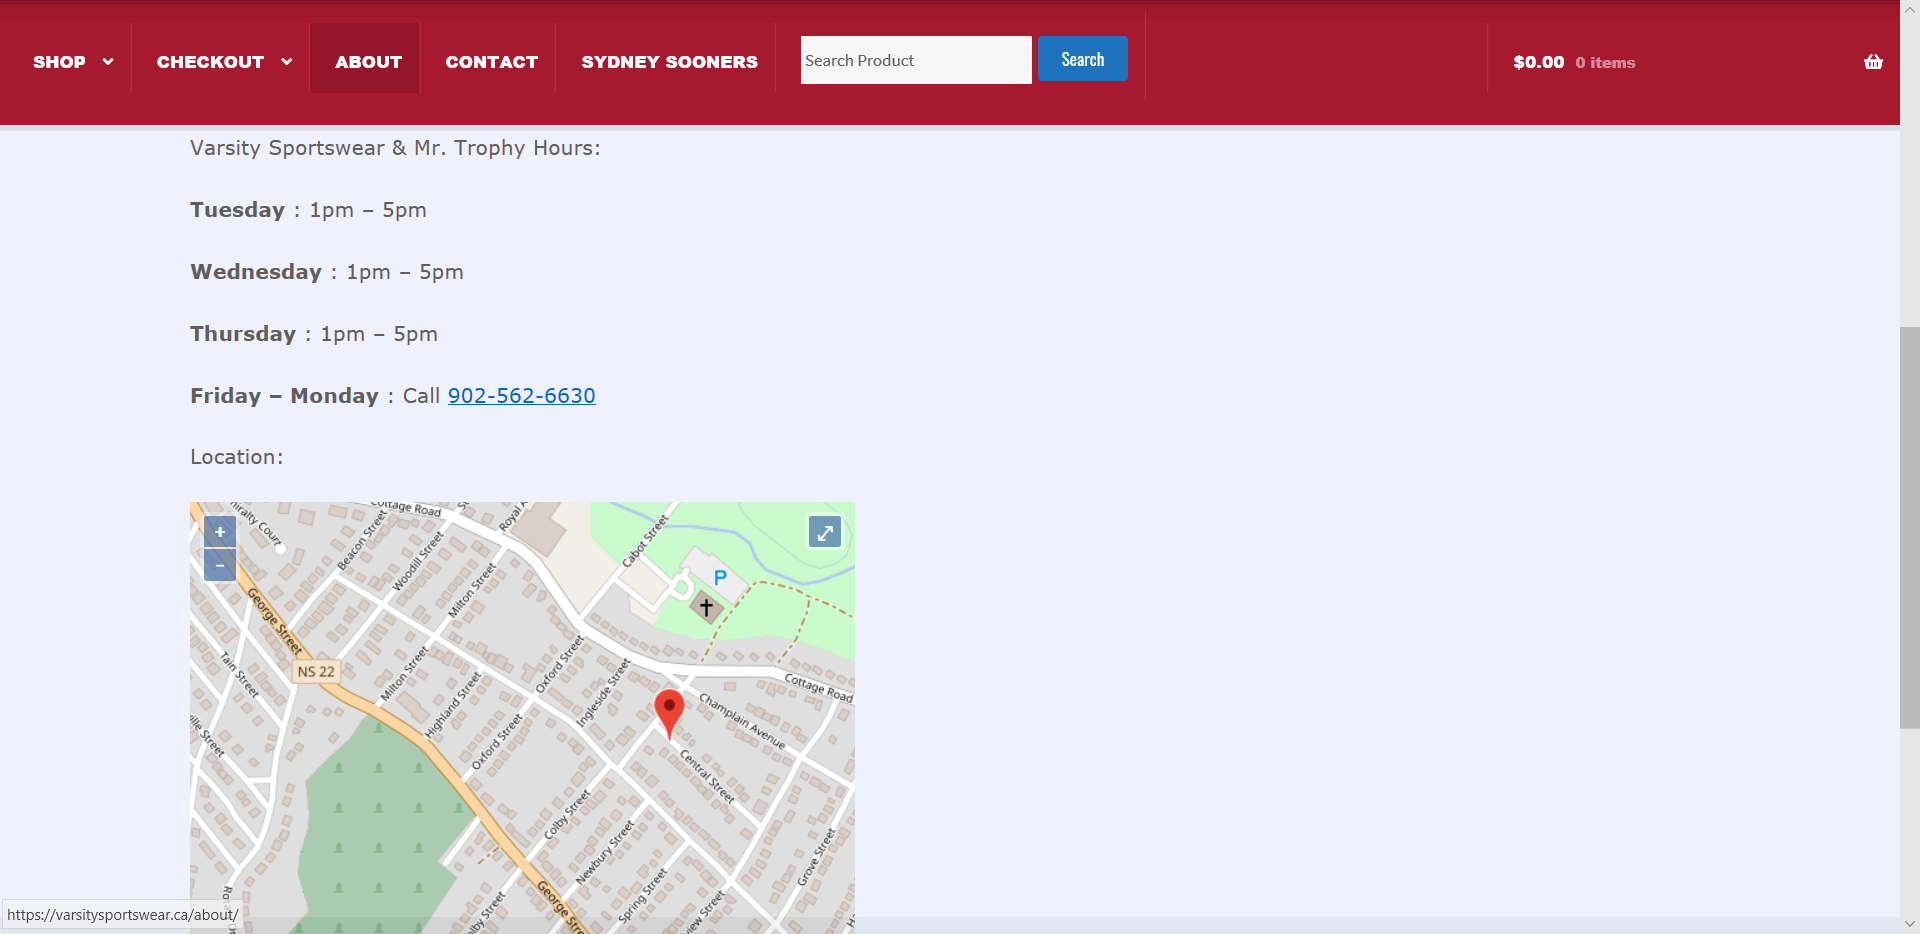 SHOP CHECKOUT ABOUT CONTACT SYDNEY SOONERS Search Product Search $0.00 0 items
Varsity Sportswear & Mr. Trophy Hours:
Tuesday : 1pm – 5pm
Wednesday : 1pm – 5pm
Thursday : 1pm – 5pm
Friday – Monday : Call 902-562-6630
Location:
+
−
Cottage Road
Beacon Street
Woodill Street
Milton Street
Cabot Street
P
George Street
NS 22
Tain Street
Milton Street
Highland Street
Oxford Street
Oxford Street
Ingleside Street
Cottage Road
Champlain Avenue
Central Street
Colby Street
Newbury Street
Spring Street
Grove Street
George
https://varsitysportswear.ca/about/